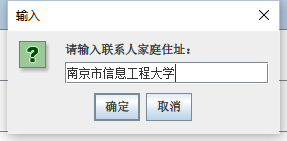 输入
请输入联系人家庭住址：
南京市信息工程大学
确定 取消